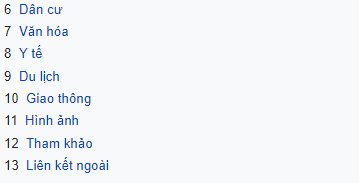 6 Dân cư
7 Văn hóa
8 Y tế
9 Du lịch
10 Giao thông
11 Hình ảnh
12 Tham khảo
13 Liên kết ngoài